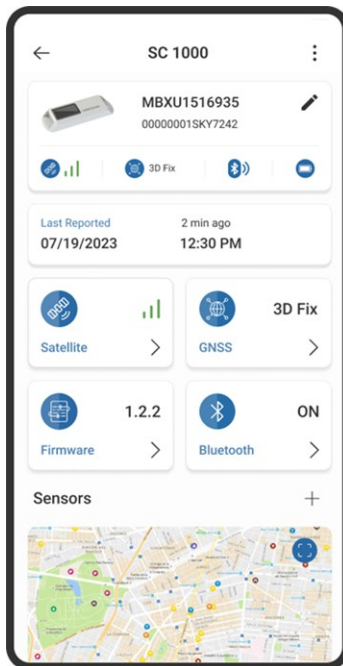 SC 1000
MBXU1516935
00000001SKY7242
3D Fix
Last Reported
2 min ago
07/19/2023
12:30 PM
Satellite
3D Fix
GNSS
1.2.2
Firmware
ON
Bluetooth
Sensors